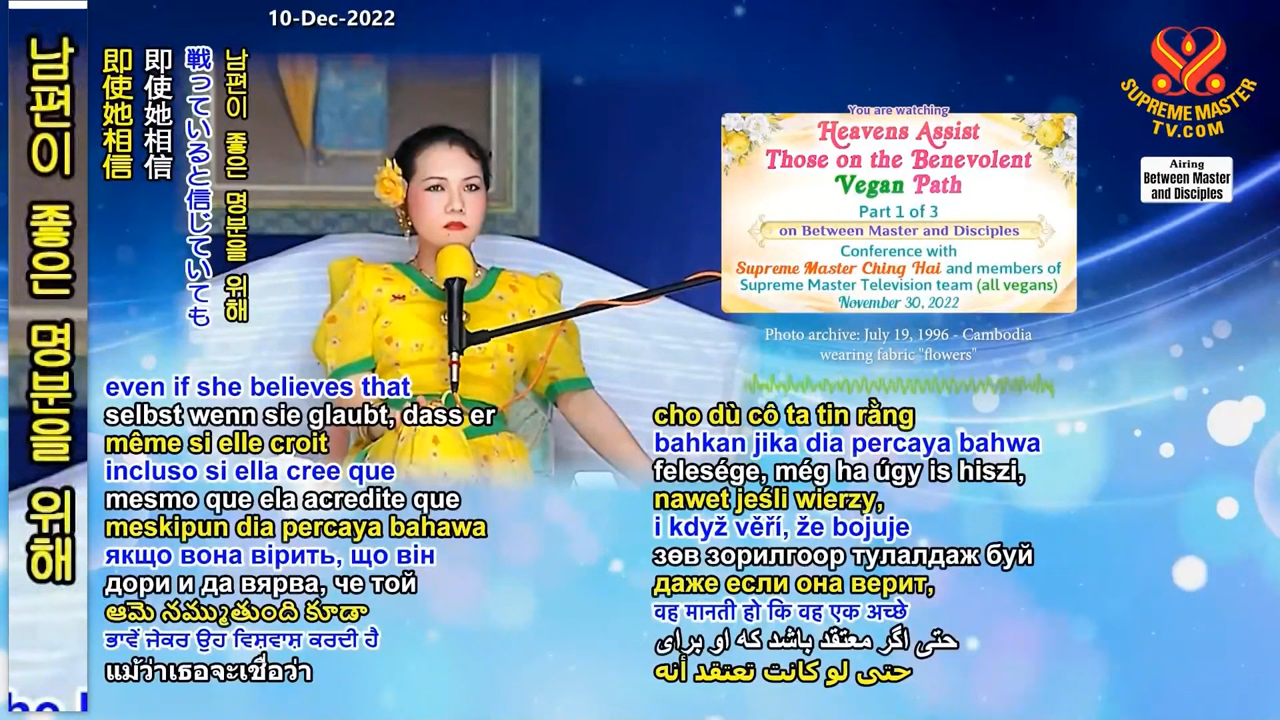 10-Dec-2022
남편이 좋은 명분을 위해
即使她相信
即使她相信
戦っていると信じていても
남편이 좋은 명분을 위해
SUPREME MASTER
TV.COM
Airing
Between Master
and Disciples
You are watching
Heavens Assist
Those on the Benevolent
Vegan Path
Part 1 of 3
on Between Master and Disciples
Conference with
Supreme Master Ching Hai and members of
Supreme Master Television team (all vegans)
November 30, 2022
Photo archive: July 19, 1996 - Cambodia
wearing fabric "flowers"
even if she believes that
selbst wenn sie glaubt, dass er
même si elle croit
incluso si ella cree que
mesmo que ela acredite que
meskipun dia percaya bahawa
якщо вона вірить, що він
дори и да вярва, че той
ఆమె నమ్ముతుంది కూడా
ਭਾਵੇਂ ਜੇਕਰ ਉਹ ਵਿਸ਼ਵਾਸ਼ ਕਰਦੀ ਹੈ
แม้ว่าเธอจะเชื่อว่า
cho dù cô ta tin rằng
bahkan jika dia percaya bahwa
felesége, még ha úgy is hiszi,
nawet jeśli wierzy,
i když věří, že bojuje
зөв зорилгоор тулалдаж буй
даже если она верит,
वह मानती हो कि वह एक अच्छे
حتی اگر معتقد باشد که او برای
حتى لو كانت تعتقد أنه